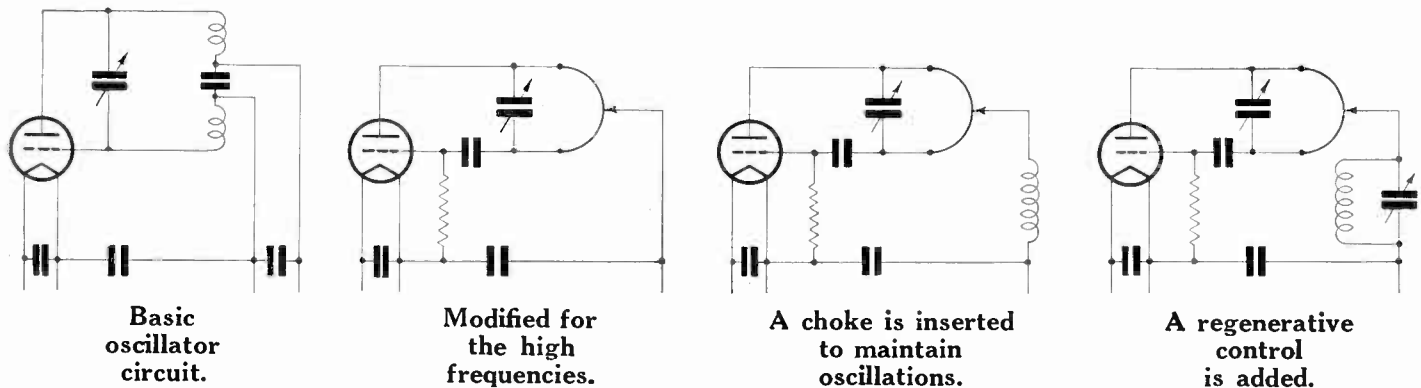 Basic
oscillator
circuit.
Modified for
the high
frequencies.
A choke is inserted
to maintain
oscillations.
A regenerative
control
is added.